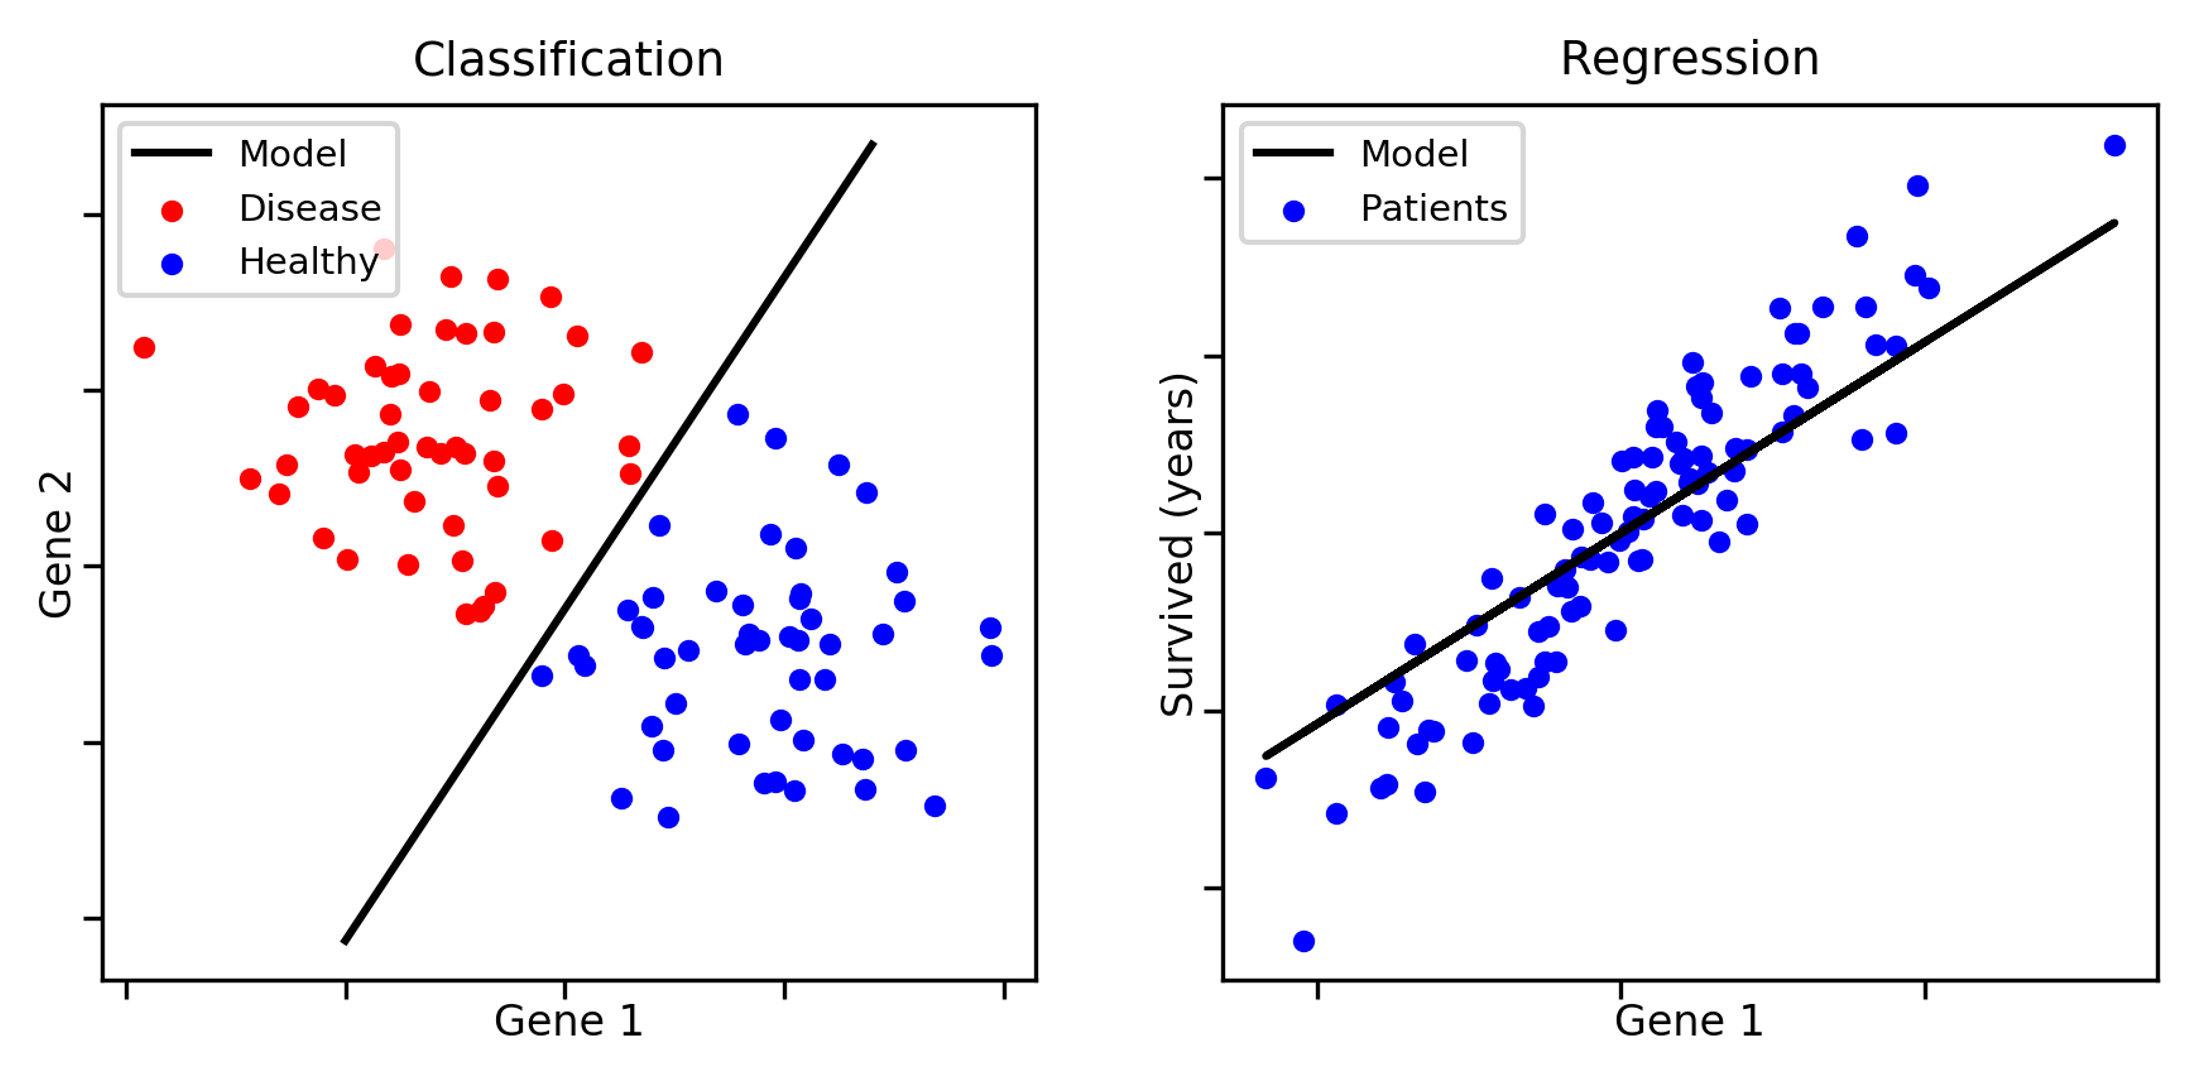 Classification
Model
Disease
Healthy
Gene 2
Gene 1
Regression
Model
Patients
Survived (years)
Gene 1